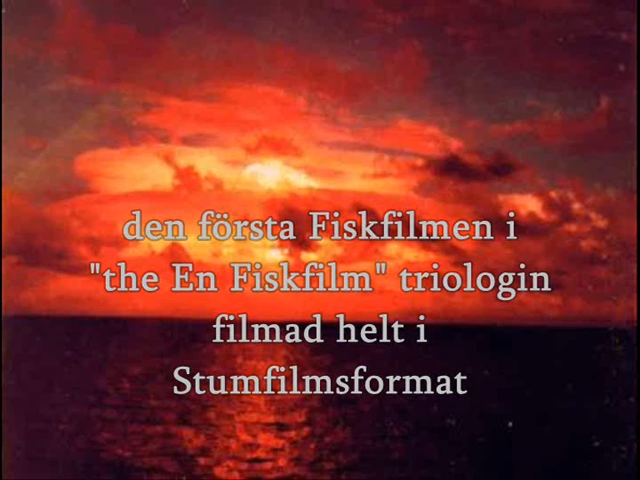 den första Fiskfilmen i
"the En Fiskfilm" triologin
filmad helt i
Stumfilmsformat